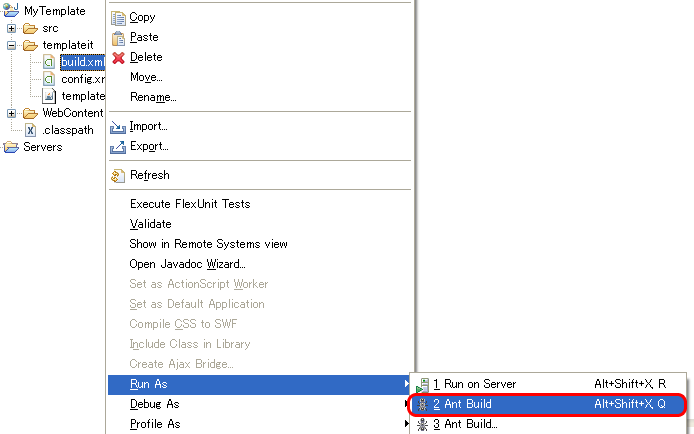 MyTemplate
src
templateit
build.xml
config.xm
template
WebContent
.classpath
Servers
Copy
Paste
Delete
Move...
Rename...
Import...
Export...
Refresh
Execute FlexUnit Tests
Validate
Show in Remote Systems view
Open Javadoc Wizard...
Set as ActionScript Worker
Set as Default Application
Compile CSS to SWF
Include Class in Library
Create Ajax Bridge...
Run As
Debug As
Profile As
1 Run on Server Alt+Shift+X, R
2 Ant Build Alt+Shift+X, Q
3 Ant Build...